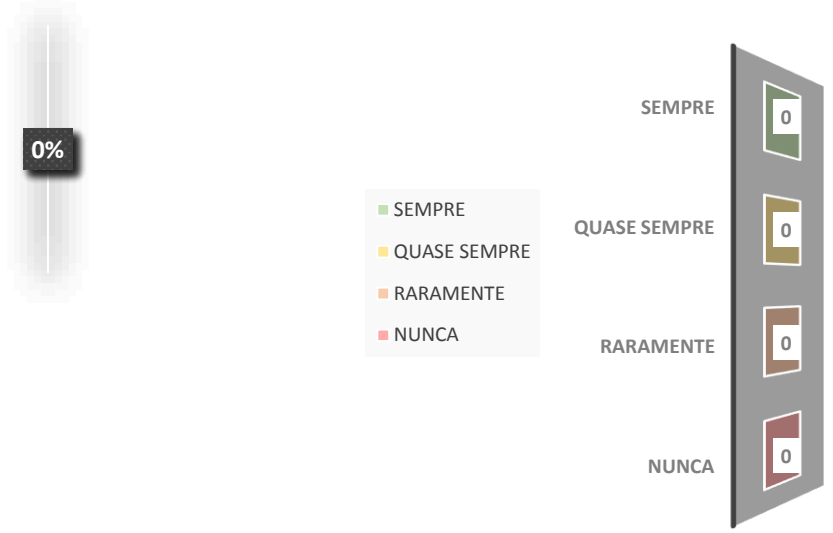 0%
SEMPRE
QUASE SEMPRE
RARAMENTE
NUNCA
SEMPRE 0
QUASE SEMPRE 0
RARAMENTE 0
NUNCA 0